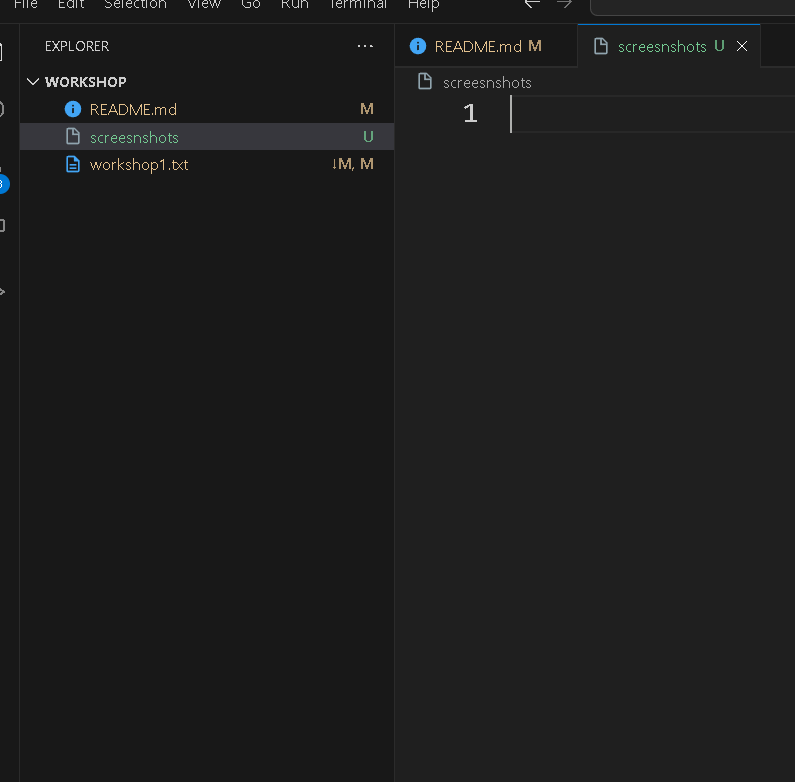 File Edit Selection View Go Run Terminal Help
EXPLORER ...
README.md M
screesnshots U
WORKSHOP
README.md M
screesnshots U
workshop1.txt ↓M, M
screesnshots
1
3